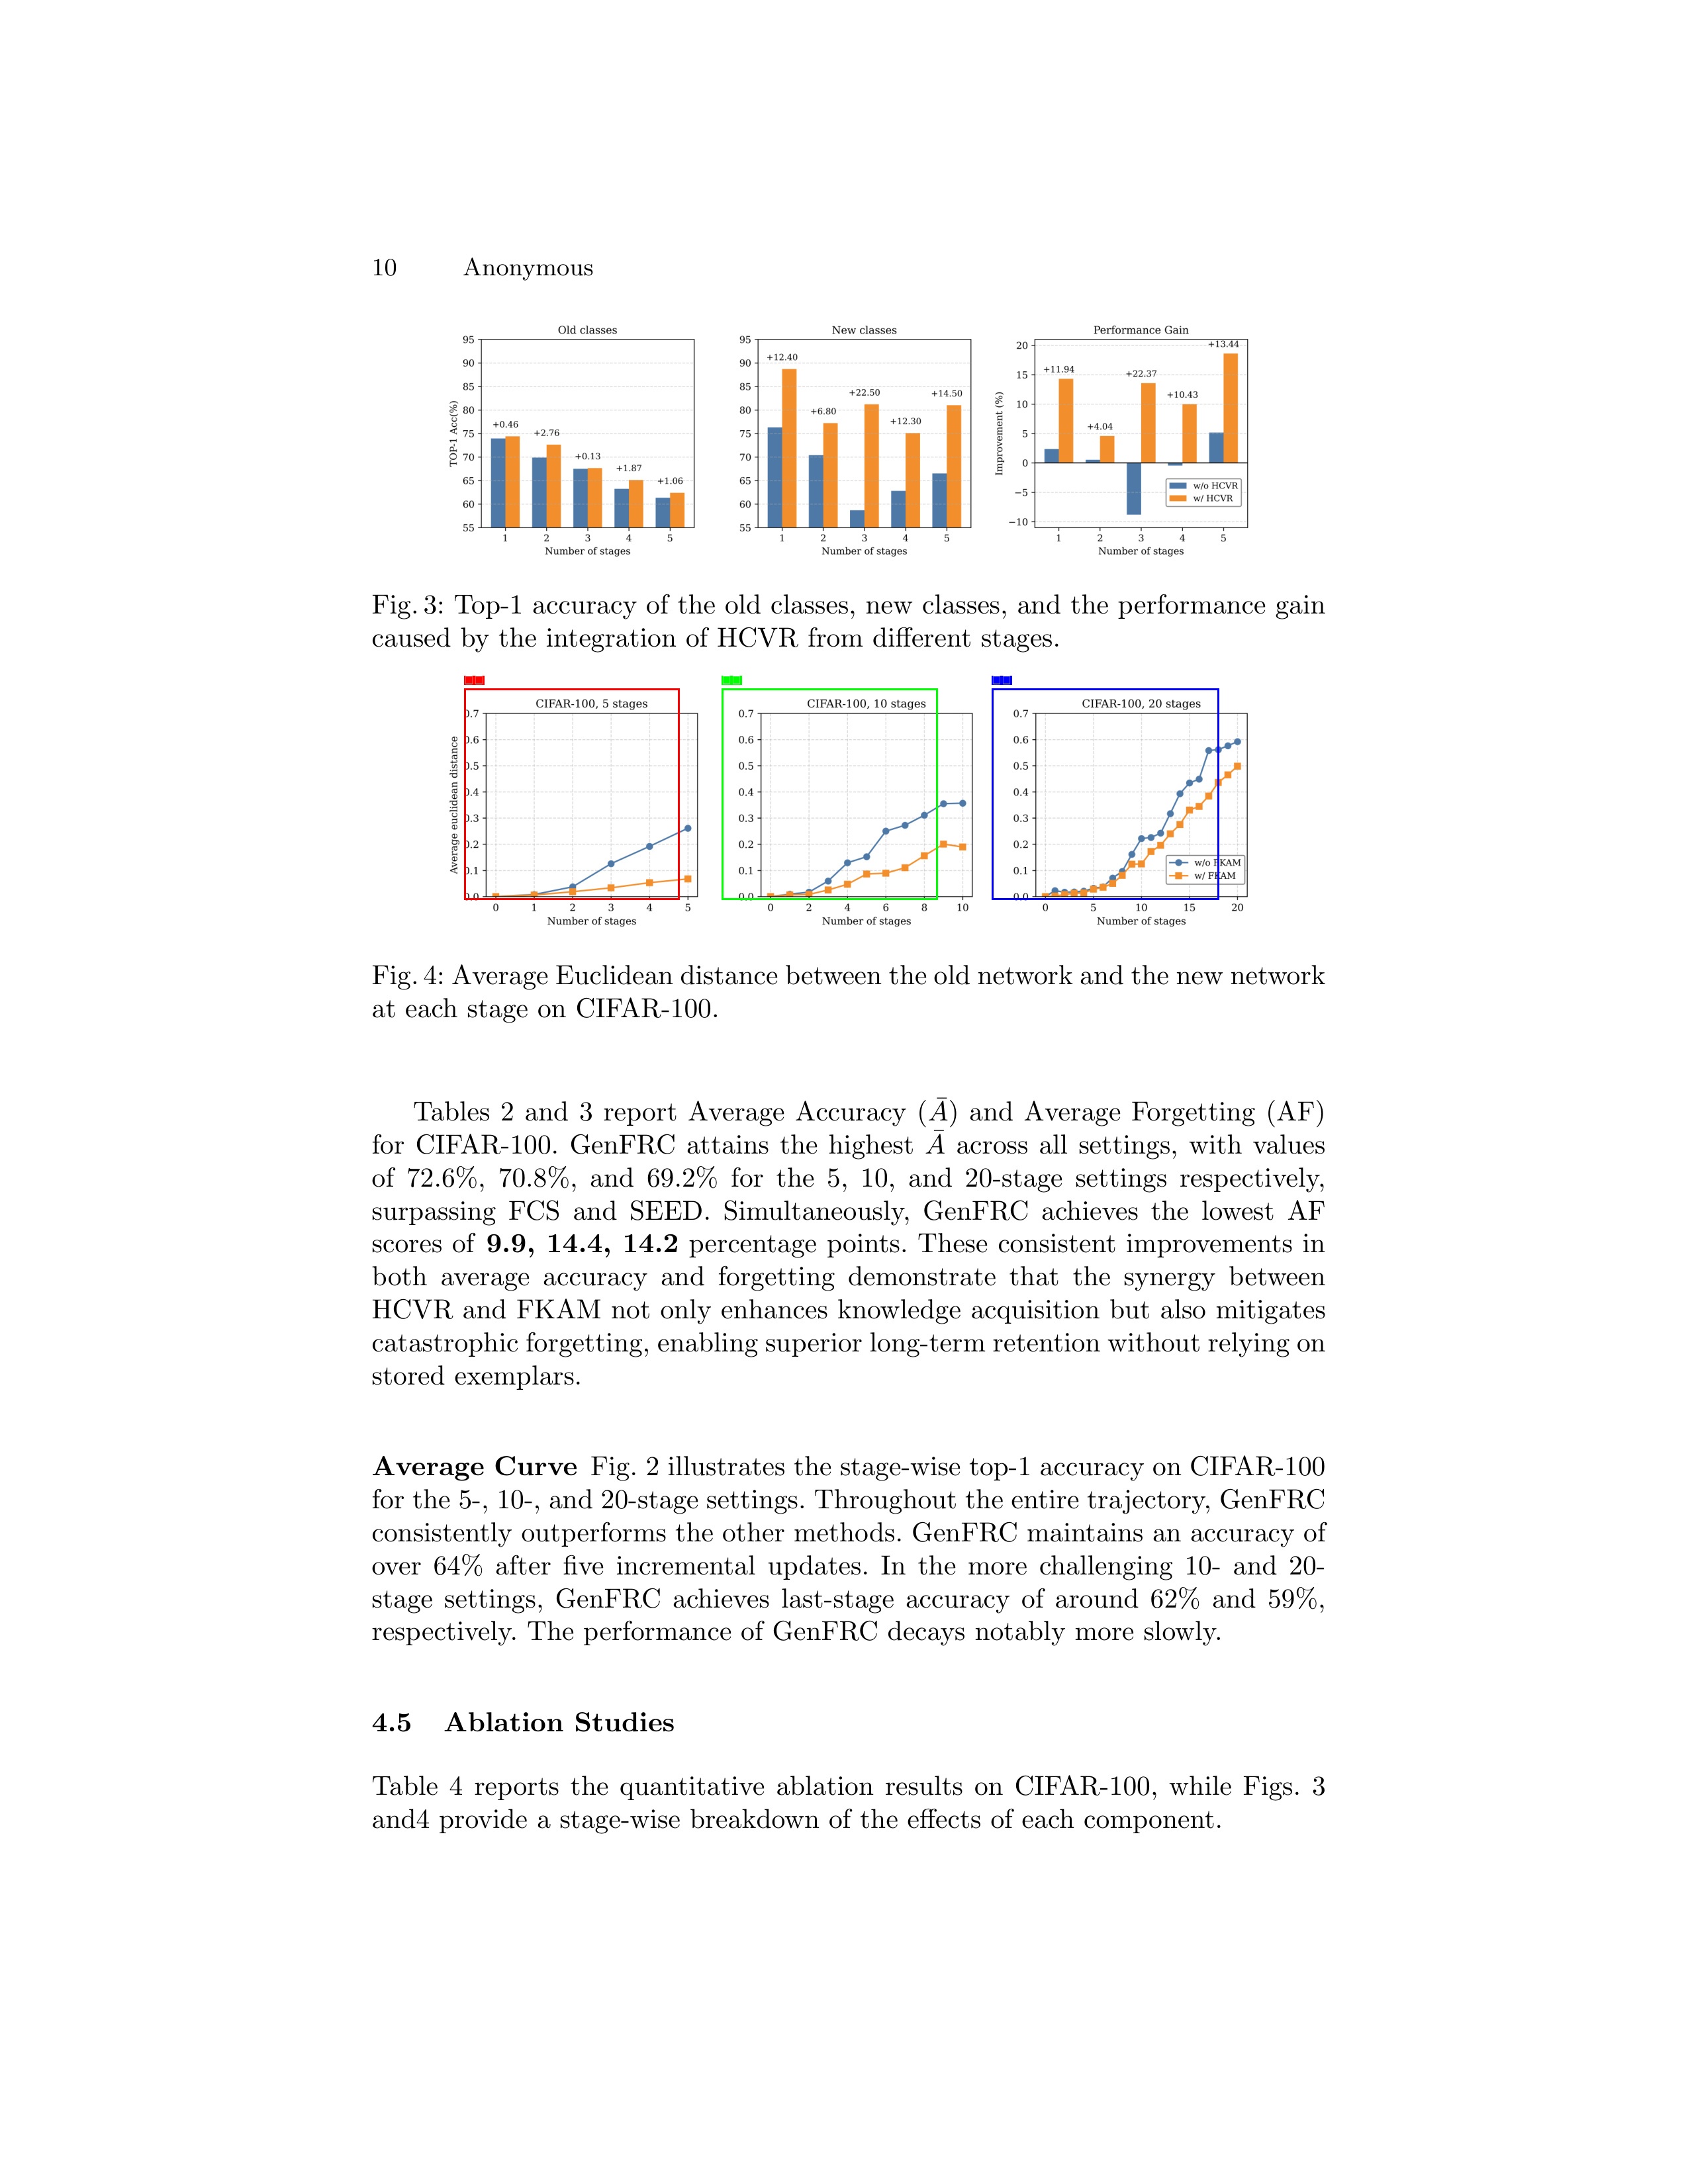 10 Anonymous
Old classes
95
90
85
80
75
70
65
60
55
TOP-1 Acc(%)
+0.46
+2.76
+0.13
+1.87
+1.06
1 2 3 4 5
Number of stages
New classes
95
90
85
80
75
70
65
60
55
+12.40
+6.80
+22.50
+12.30
+14.50
1 2 3 4 5
Number of stages
Performance Gain
20
15
10
5
0
−5
−10
Improvement (%)
+11.94
+4.04
+22.37
+10.43
+13.44
w/o HCVR
w/ HCVR
1 2 3 4 5
Number of stages
Fig. 3: Top-1 accuracy of the old classes, new classes, and the performance gain
caused by the integration of HCVR from different stages.
CIFAR-100, 5 stages
0.7
0.6
0.5
0.4
0.3
0.2
0.1
0.0
Average euclidean distance
0 1 2 3 4 5
Number of stages
CIFAR-100, 10 stages
0.7
0.6
0.5
0.4
0.3
0.2
0.1
0.0
0 2 4 6 8 10
Number of stages
CIFAR-100, 20 stages
0.7
0.6
0.5
0.4
0.3
0.2
0.1
0.0
w/o FKAM
w/ FKAM
0 5 10 15 20
Number of stages
Fig. 4: Average Euclidean distance between the old network and the new network
at each stage on CIFAR-100.
Tables 2 and 3 report Average Accuracy (Ā) and Average Forgetting (AF)
for CIFAR-100. GenFRC attains the highest Ā across all settings, with values
of 72.6%, 70.8%, and 69.2% for the 5, 10, and 20-stage settings respectively,
surpassing FCS and SEED. Simultaneously, GenFRC achieves the lowest AF
scores of 9.9, 14.4, 14.2 percentage points. These consistent improvements in
both average accuracy and forgetting demonstrate that the synergy between
HCVR and FKAM not only enhances knowledge acquisition but also mitigates
catastrophic forgetting, enabling superior long-term retention without relying on
stored exemplars.
Average Curve Fig. 2 illustrates the stage-wise top-1 accuracy on CIFAR-100
for the 5-, 10-, and 20-stage settings. Throughout the entire trajectory, GenFRC
consistently outperforms the other methods. GenFRC maintains an accuracy of
over 64% after five incremental updates. In the more challenging 10- and 20-
stage settings, GenFRC achieves last-stage accuracy of around 62% and 59%,
respectively. The performance of GenFRC decays notably more slowly.
4.5 Ablation Studies
Table 4 reports the quantitative ablation results on CIFAR-100, while Figs. 3
and4 provide a stage-wise breakdown of the effects of each component.